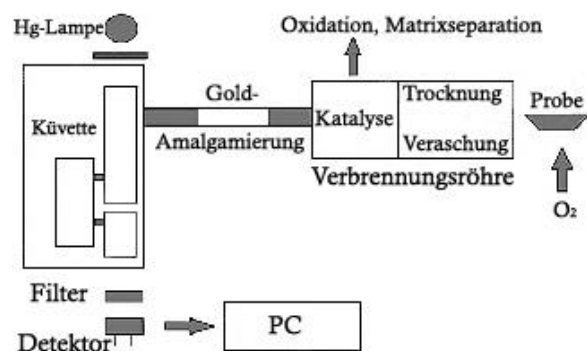 Hg-Lampe
Oxidation, Matrixseparation
Küvette
Gold-
Amalgamierung
Katalyse
Trocknung
Veraschung
Probe
Verbrennungsröhre
O₂
Filter
Detektor
PC